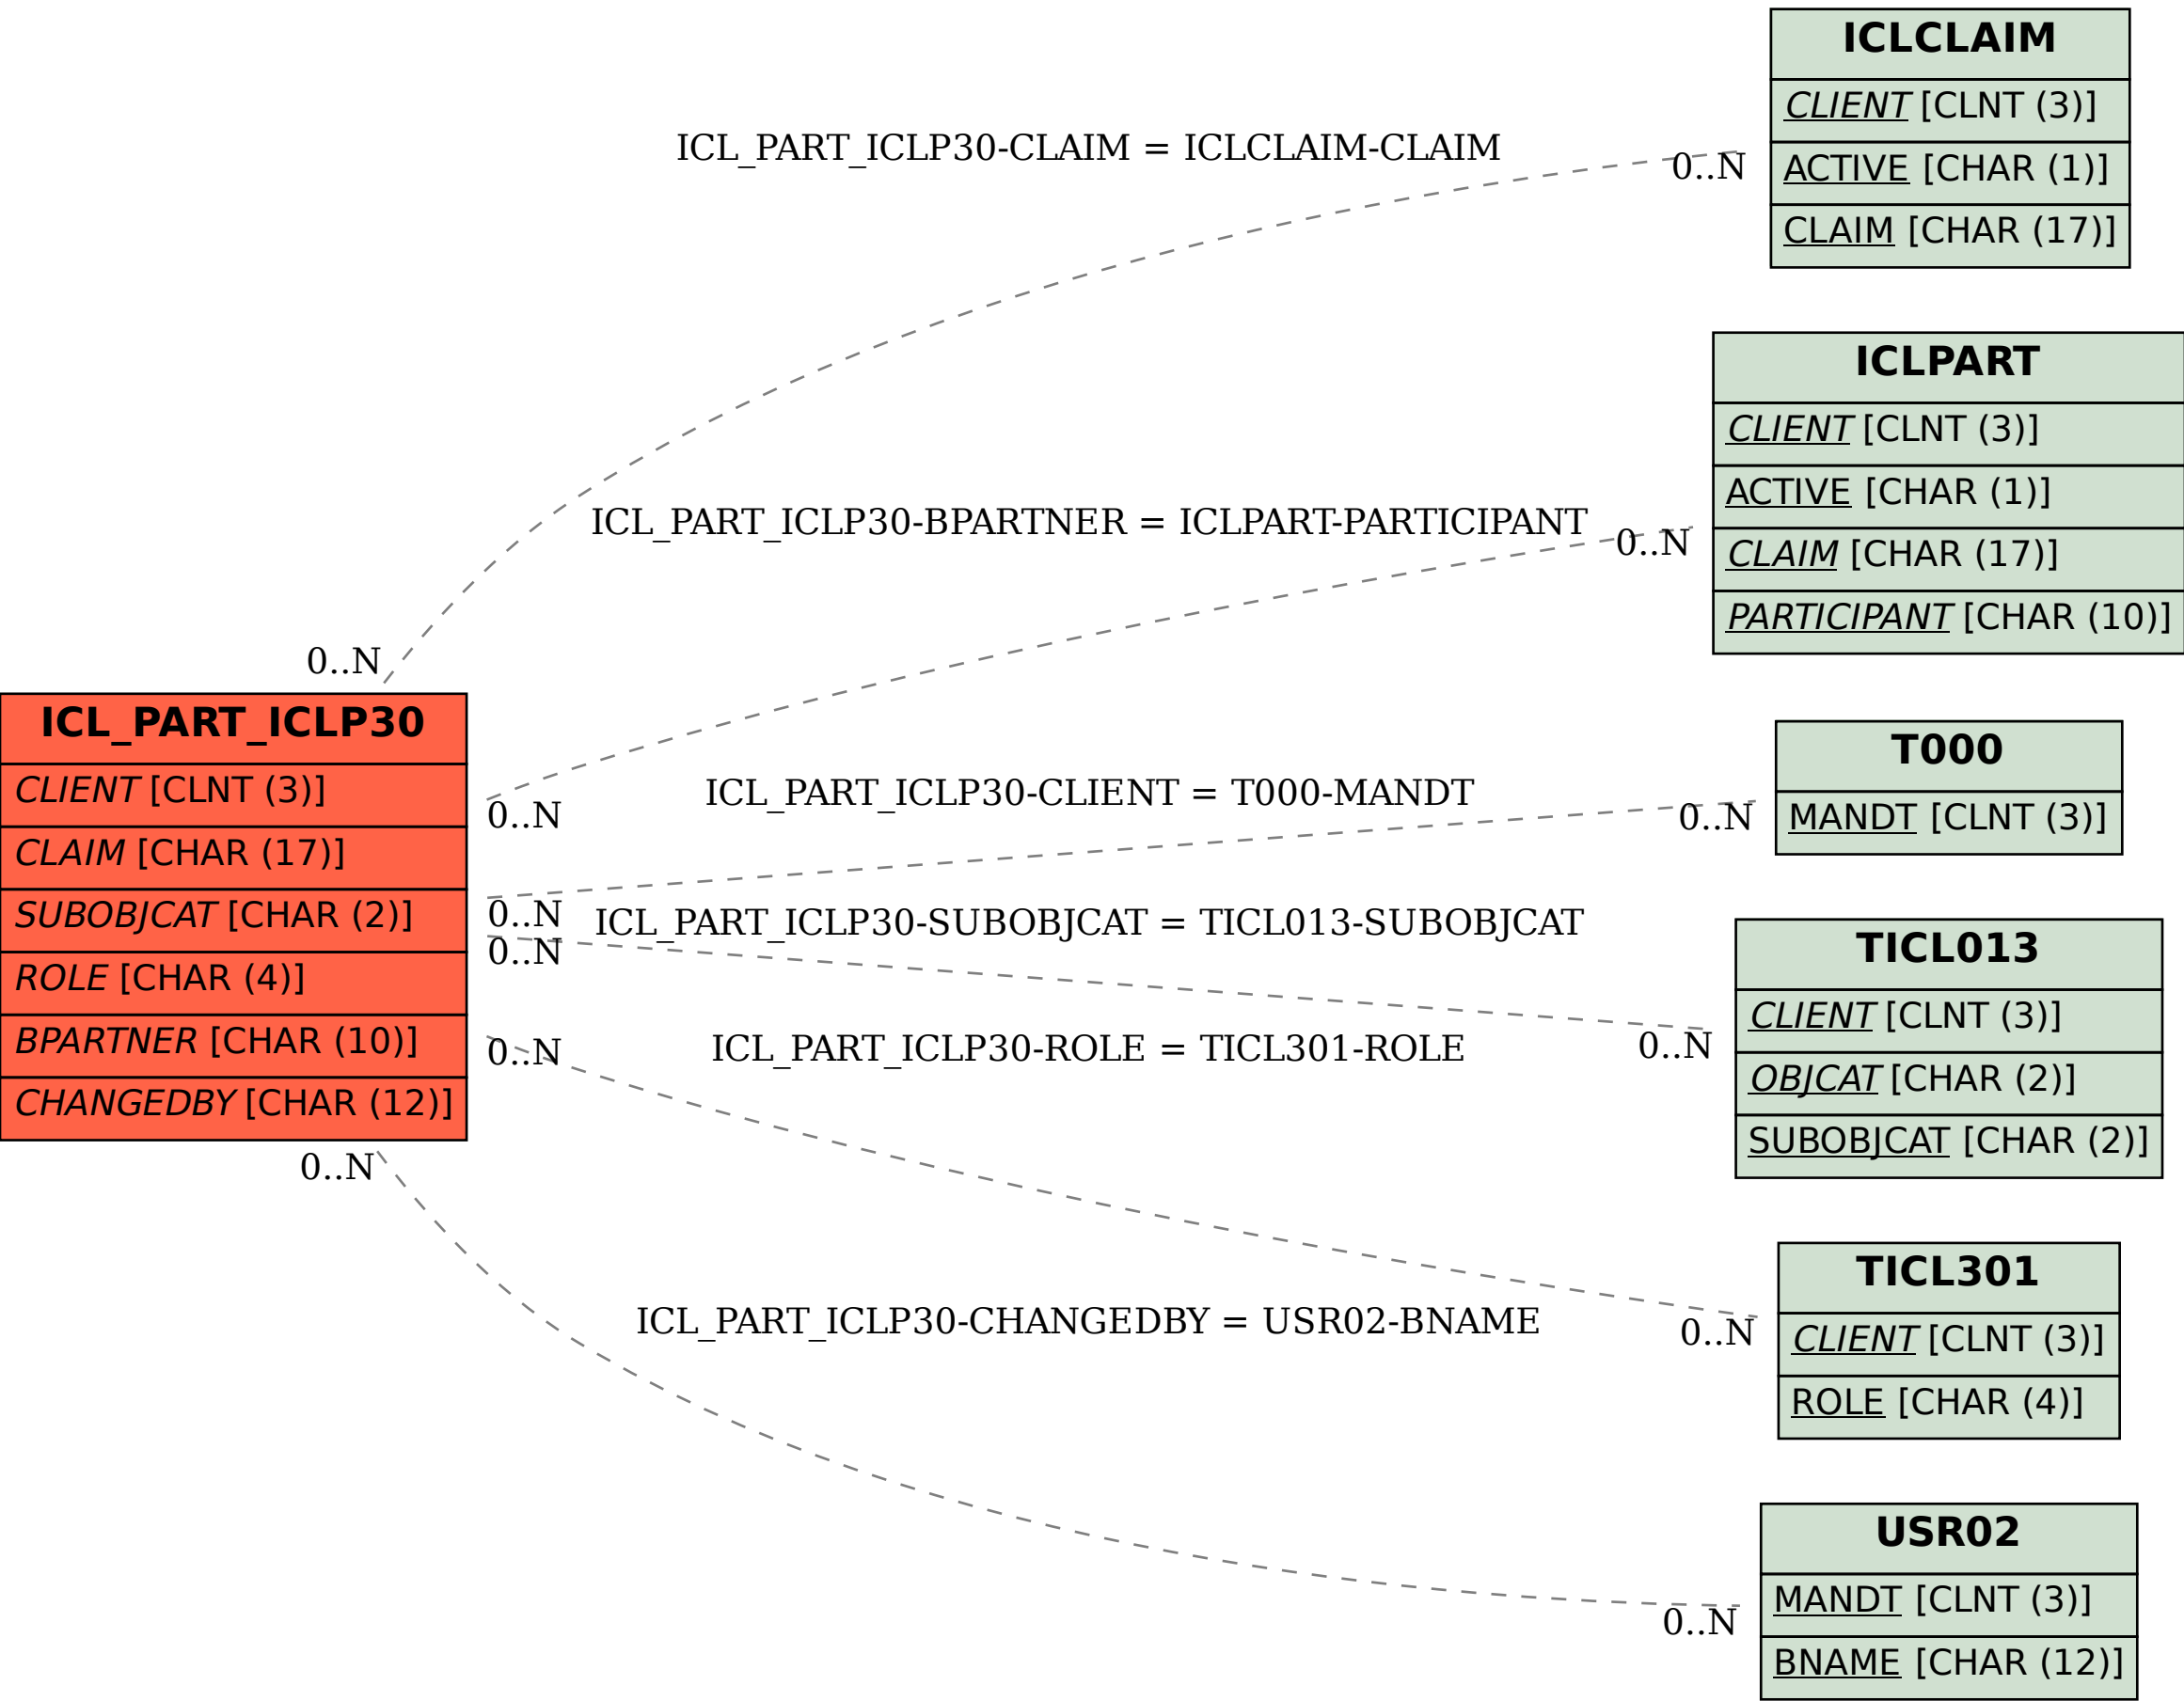 ICLCLAIM
CLIENT [CLNT (3)]
ACTIVE [CHAR (1)]
CLAIM [CHAR (17)]
ICL_PART_ICLP30-CLAIM = ICLCLAIM-CLAIM
0..N
0..N
ICLPART
CLIENT [CLNT (3)]
ACTIVE [CHAR (1)]
CLAIM [CHAR (17)]
PARTICIPANT [CHAR (10)]
ICL_PART_ICLP30-BPARTNER = ICLPART-PARTICIPANT
0..N
0..N
ICL_PART_ICLP30
CLIENT [CLNT (3)]
CLAIM [CHAR (17)]
SUBOBJCAT [CHAR (2)]
ROLE [CHAR (4)]
BPARTNER [CHAR (10)]
CHANGEDBY [CHAR (12)]
T000
MANDT [CLNT (3)]
ICL_PART_ICLP30-CLIENT = T000-MANDT
0..N
0..N
ICL_PART_ICLP30-SUBOBJCAT = TICL013-SUBOBJCAT
0..N
0..N
TICL013
CLIENT [CLNT (3)]
OBJCAT [CHAR (2)]
SUBOBJCAT [CHAR (2)]
ICL_PART_ICLP30-ROLE = TICL301-ROLE
0..N
0..N
TICL301
CLIENT [CLNT (3)]
ROLE [CHAR (4)]
ICL_PART_ICLP30-CHANGEDBY = USR02-BNAME
0..N
0..N
USR02
MANDT [CLNT (3)]
BNAME [CHAR (12)]